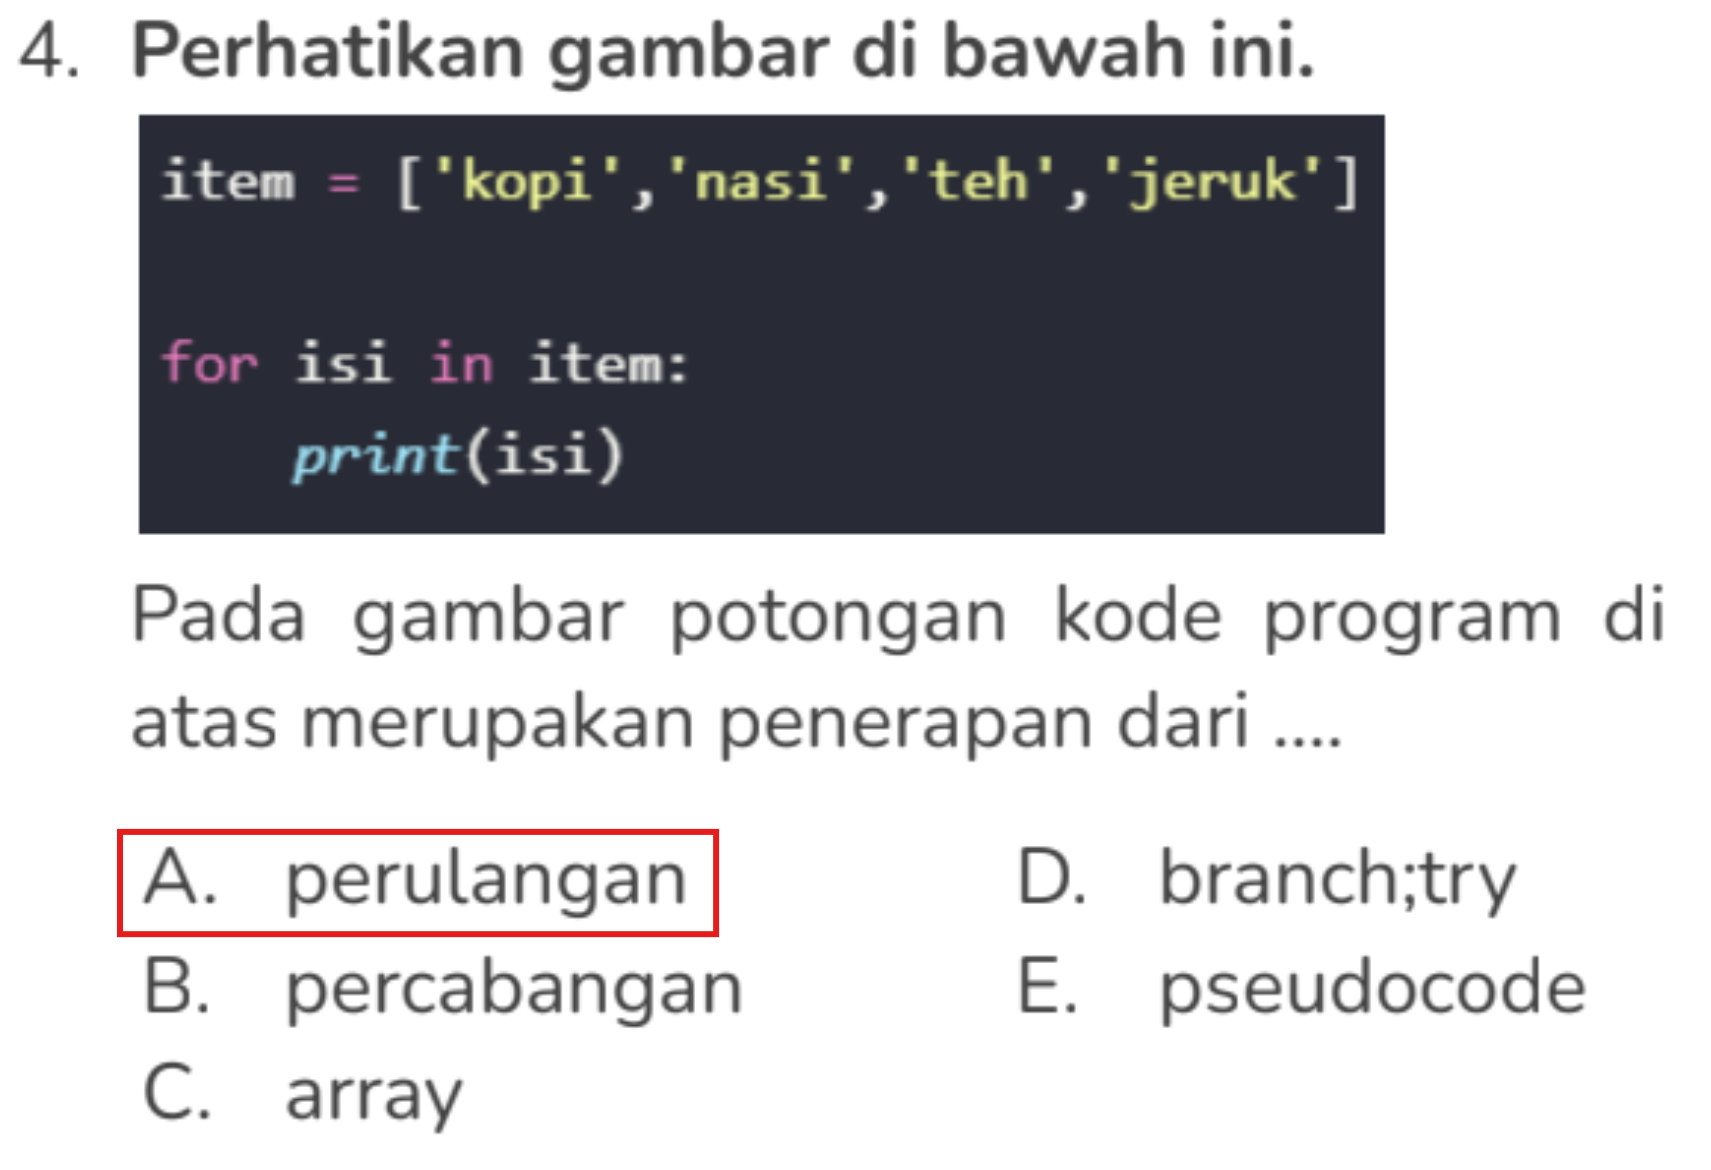 4. Perhatikan gambar di bawah ini.
item = ['kopi','nasi','teh','jeruk']
for isi in item:
    print(isi)
Pada gambar potongan kode program di
atas merupakan penerapan dari ....
A. perulangan
B. percabangan
C. array
D. branch;try
E. pseudocode